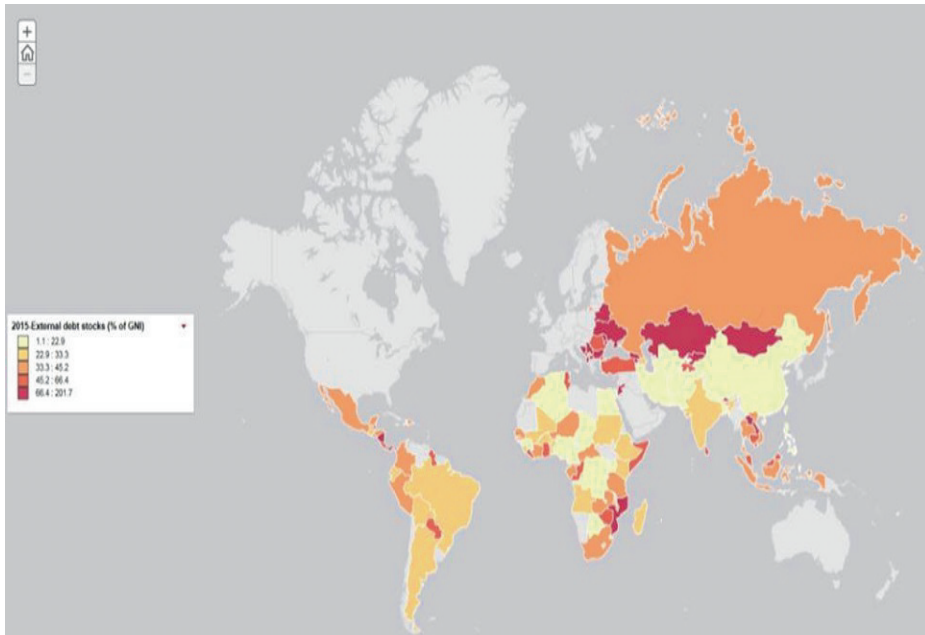 +
−
2015-External debt stocks (% of GNI)
1.1 : 22.9
22.9 : 33.3
33.3 : 45.2
45.2 : 66.4
66.4 : 201.7